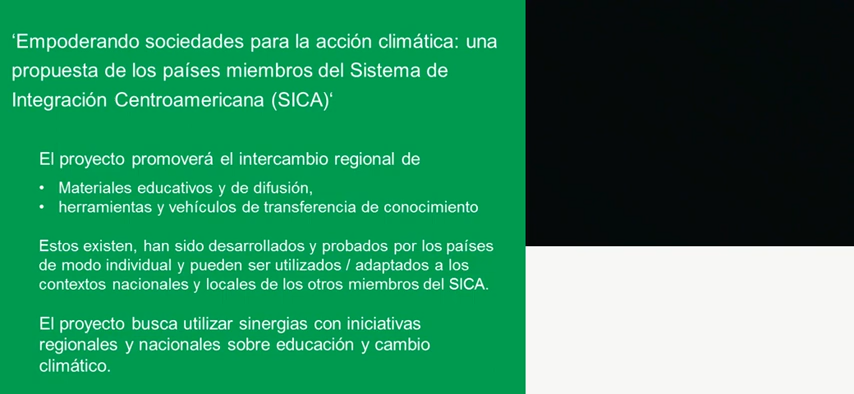 ‘Empoderando sociedades para la acción climática: una
propuesta de los países miembros del Sistema de
Integración Centroamericana (SICA)‘
El proyecto promoverá el intercambio regional de
• Materiales educativos y de difusión,
• herramientas y vehículos de transferencia de conocimiento
Estos existen, han sido desarrollados y probados por los países
de modo individual y pueden ser utilizados / adaptados a los
contextos nacionales y locales de los otros miembros del SICA.
El proyecto busca utilizar sinergias con iniciativas
regionales y nacionales sobre educación y cambio
climático.